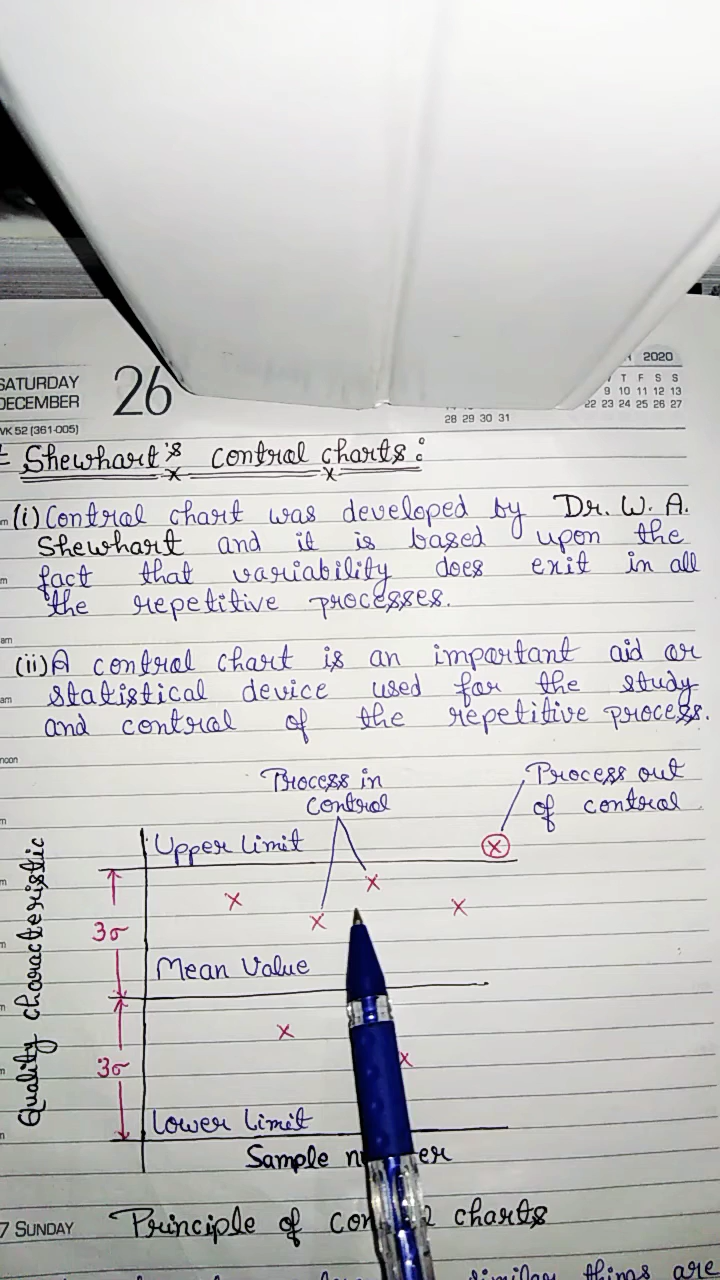 2020
SATURDAY
DECEMBER
26
T F S S
9 10 11 12 13
22 23 24 25 26 27
28 29 30 31
WK 52 (361-005)
Shewhart's control charts:
(i) Control chart was developed by Dr. W. A.
Shewhart and it is based upon the
fact that variability does exit in all
the repetitive processes.
(ii) A control chart is an important aid or
statistical device used for the study
and control of the repetitive process.
noon
Process in
control
Process out
of control
Upper Limit
Quality characteristic
3σ
Mean Value
3σ
Lower Limit
Sample
7 SUNDAY
Principle of charts
things are